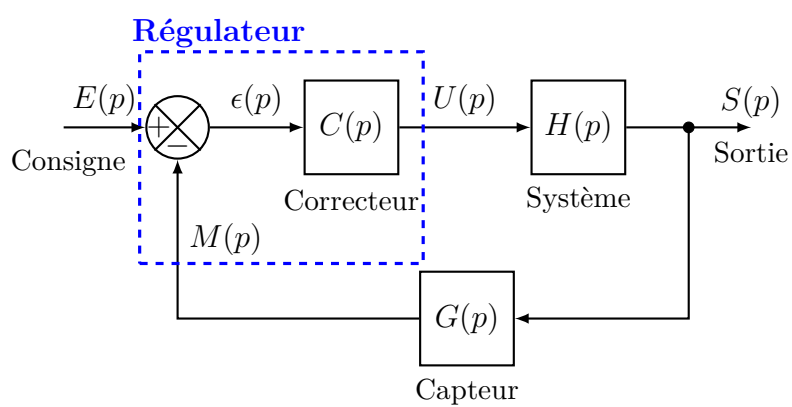 Régulateur
E(p)
ϵ(p)
U(p)
S(p)
+
−
C(p)
H(p)
Consigne
Sortie
Correcteur
Système
M(p)
G(p)
Capteur